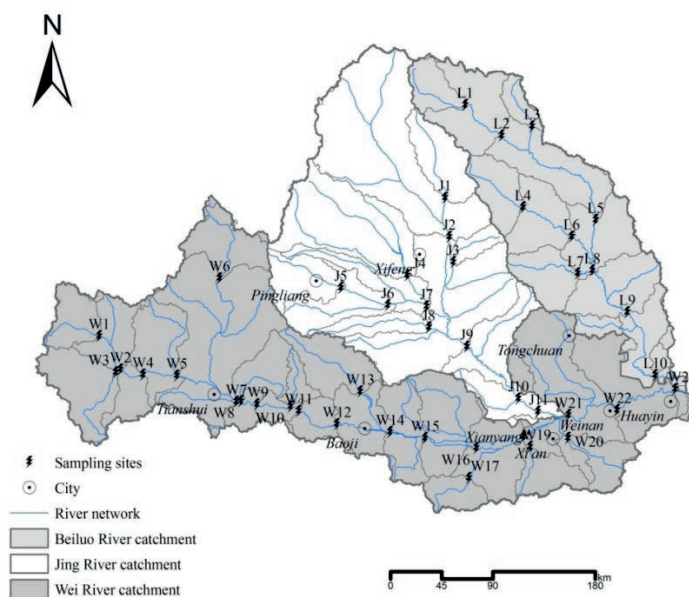 N
L1
L2
L3
J1
L4
L5
J2
L6
J3
J4
Xifeng
L7
L8
W6
J5
Pingliang
J6
J7
L9
J8
W1
J9
Tongchuan
W2
W3
W4
W5
W13
L10
W2
J10
J11
W7
W9
W21
W22
Tianshui
W8
W10
W11
Huayin
W12
W14
W15
Weinan
Baoji
Xianyang
W19
W20
Xi'an
W16
W17
Sampling sites
City
River network
Beiluo River catchment
Jing River catchment
Wei River catchment
0 45 90 180
km